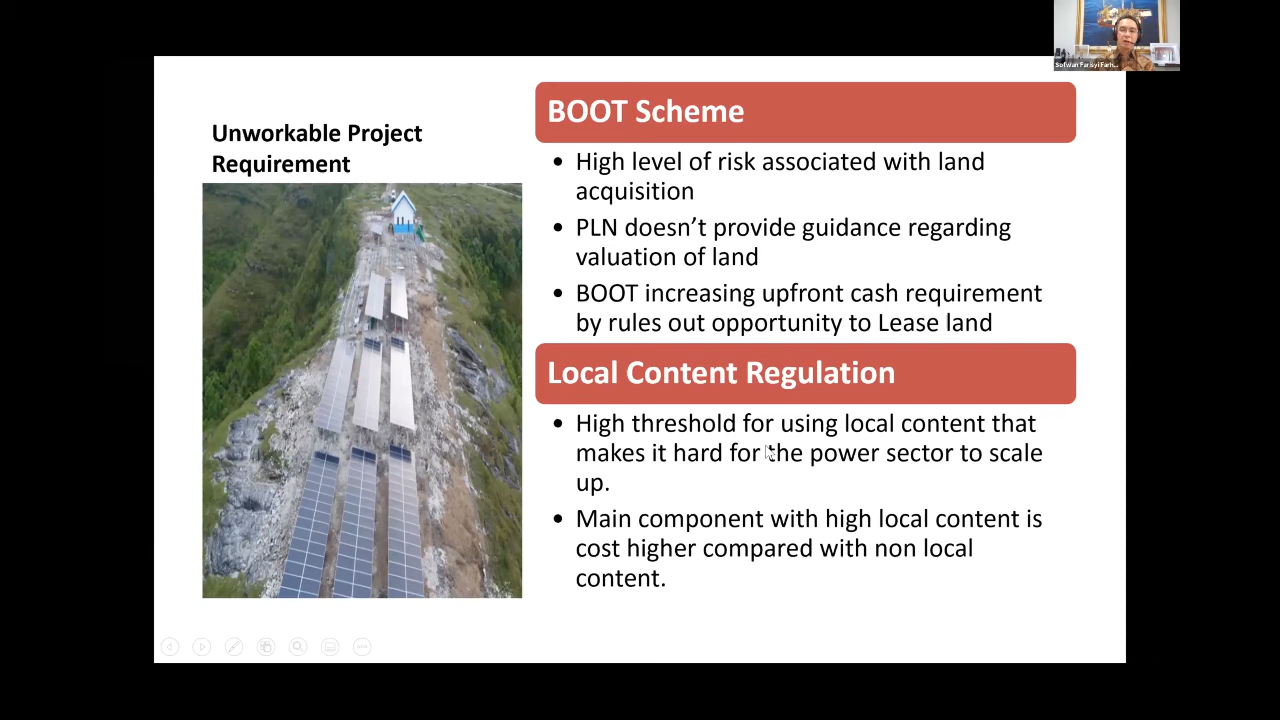 Sofwan Farisyi Farh...
Unworkable Project
Requirement
BOOT Scheme
• High level of risk associated with land
acquisition
• PLN doesn’t provide guidance regarding
valuation of land
• BOOT increasing upfront cash requirement
by rules out opportunity to Lease land
Local Content Regulation
• High threshold for using local content that
makes it hard for the power sector to scale
up.
• Main component with high local content is
cost higher compared with non local
content.